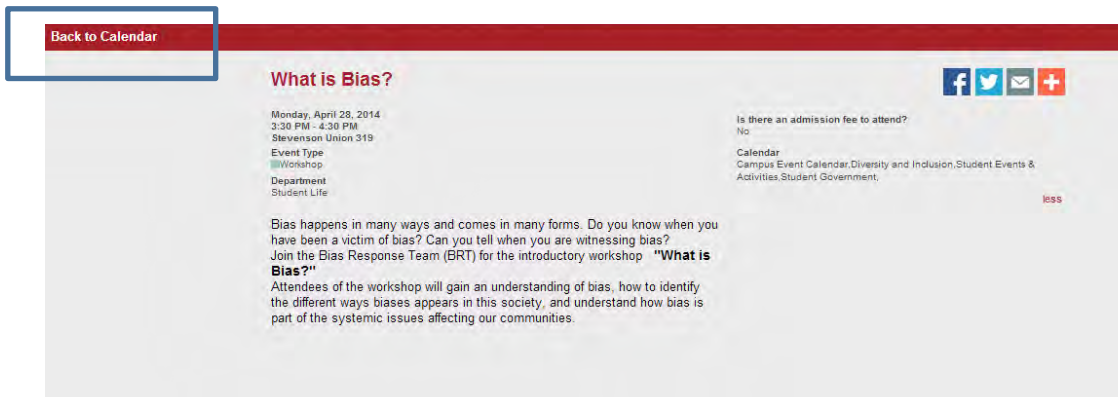 Back to Calendar
What is Bias?
Monday, April 28, 2014
3:30 PM - 4:30 PM
Stevenson Union 319
Event Type
Workshop
Department
Student Life
Is there an admission fee to attend?
No
Calendar
Campus Event Calendar,Diversity and Inclusion,Student Events &
Activities,Student Government,
less
Bias happens in many ways and comes in many forms. Do you know when you
have been a victim of bias? Can you tell when you are witnessing bias?
Join the Bias Response Team (BRT) for the introductory workshop "What is
Bias?"
Attendees of the workshop will gain an understanding of bias, how to identify
the different ways biases appears in this society, and understand how bias is
part of the systemic issues affecting our communities.